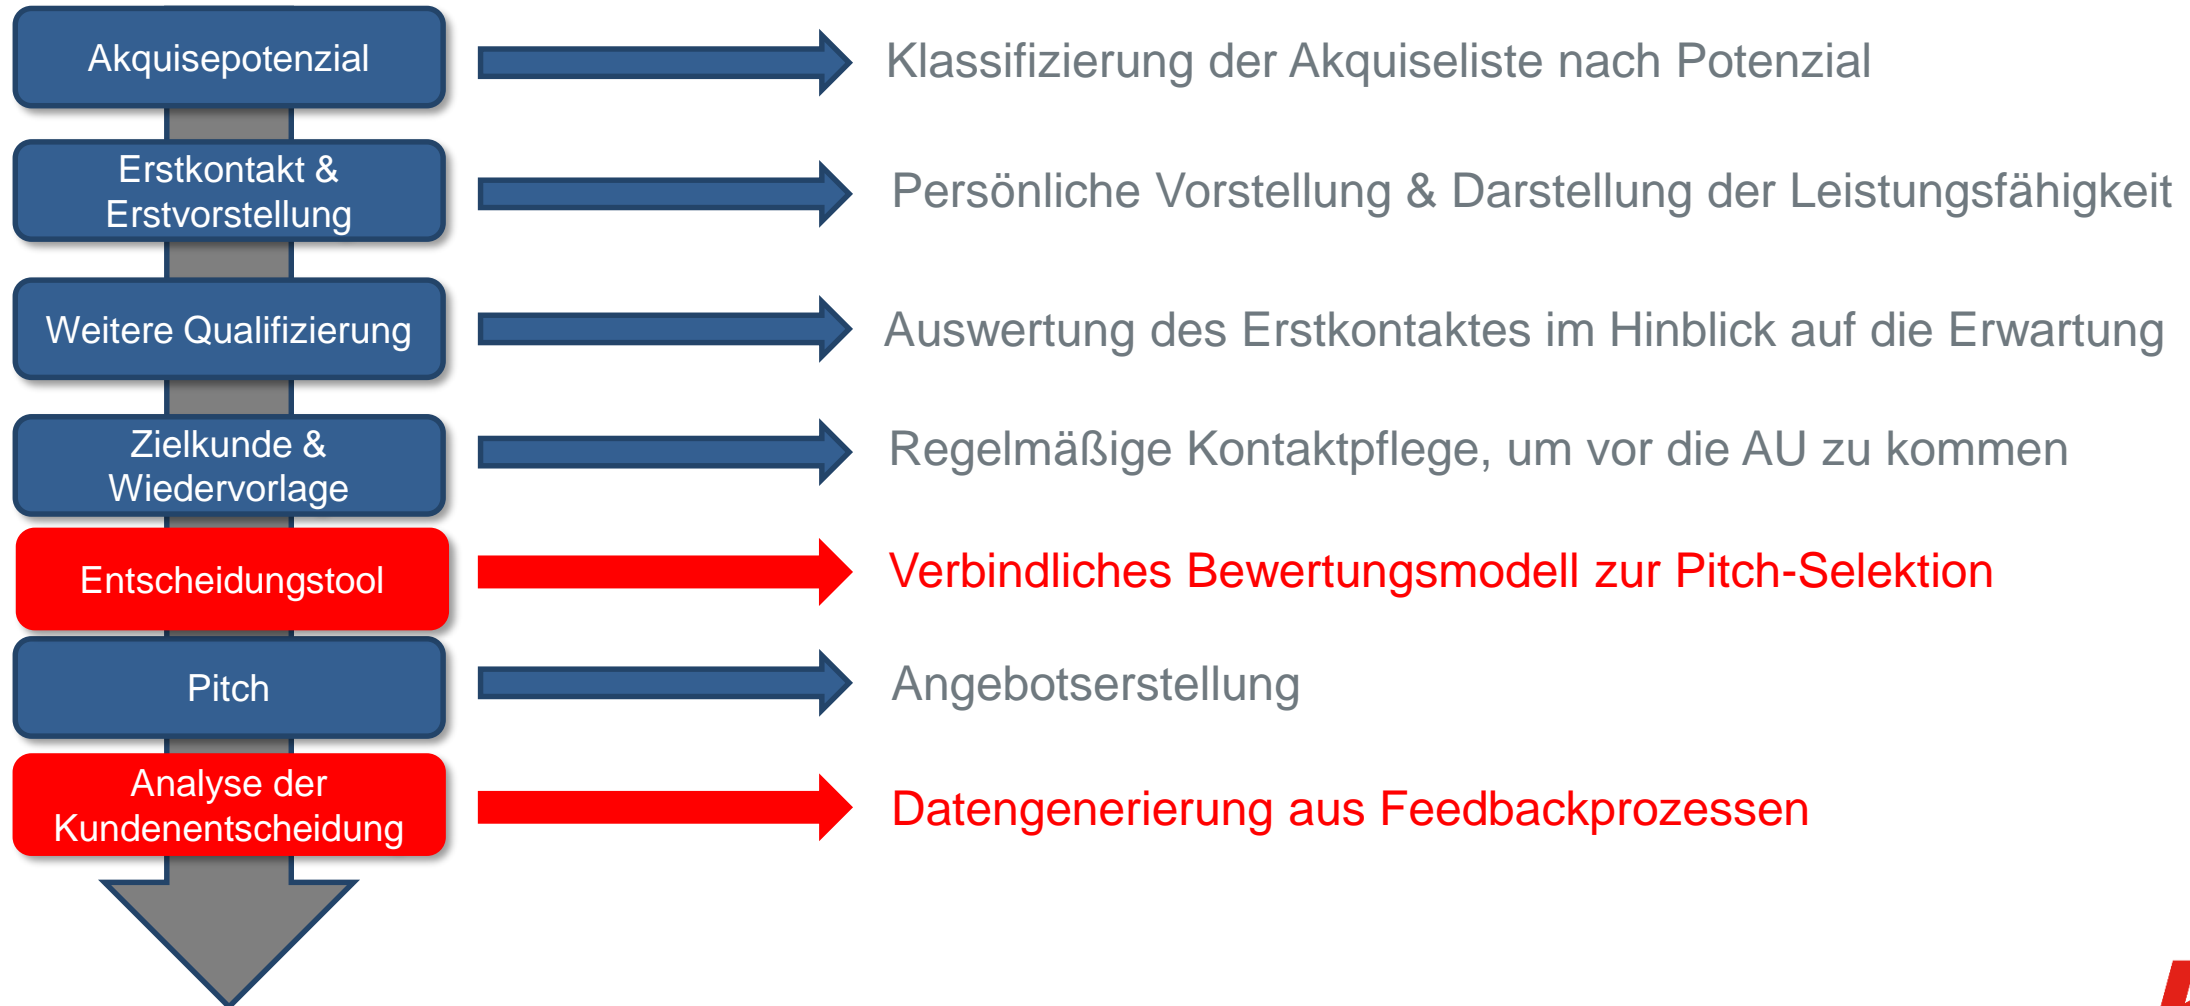 Akquisepotenzial
Klassifizierung der Akquiseliste nach Potenzial
Erstkontakt &
Erstvorstellung
Persönliche Vorstellung & Darstellung der Leistungsfähigkeit
Weitere Qualifizierung
Auswertung des Erstkontaktes im Hinblick auf die Erwartung
Zielkunde &
Wiedervorlage
Regelmäßige Kontaktpflege, um vor die AU zu kommen
Entscheidungstool
Verbindliches Bewertungsmodell zur Pitch-Selektion
Pitch
Angebotserstellung
Analyse der
Kundenentscheidung
Datengenerierung aus Feedbackprozessen